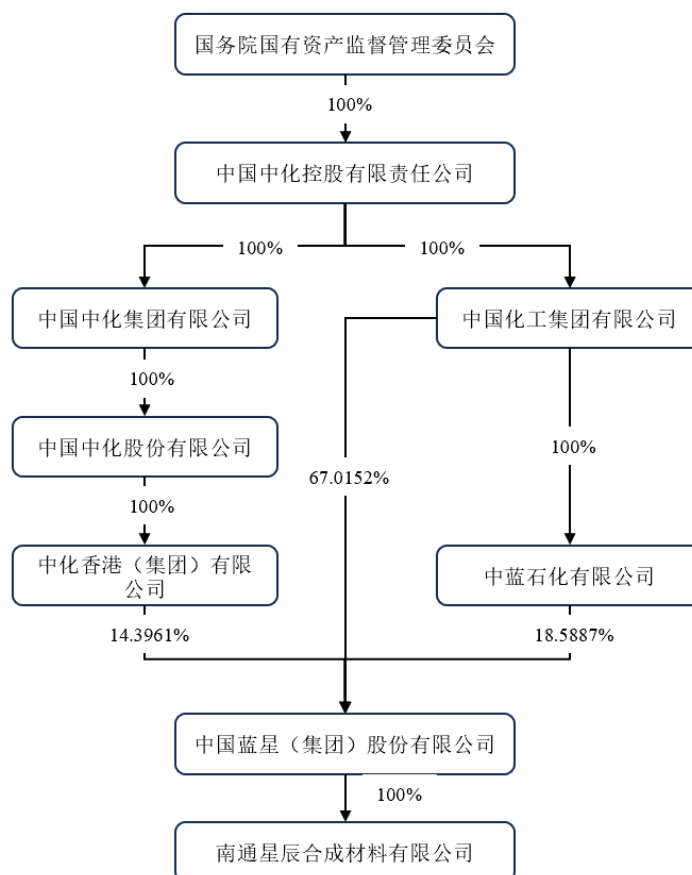 国务院国有资产监督管理委员会
100%
中国中化控股有限责任公司
100%
100%
中国中化集团有限公司
中国化工集团有限公司
100%
中国中化股份有限公司
100%
67.0152%
100%
中化香港（集团）有限
公司
中蓝石化有限公司
14.3961%
18.5887%
中国蓝星（集团）股份有限公司
100%
南通星辰合成材料有限公司